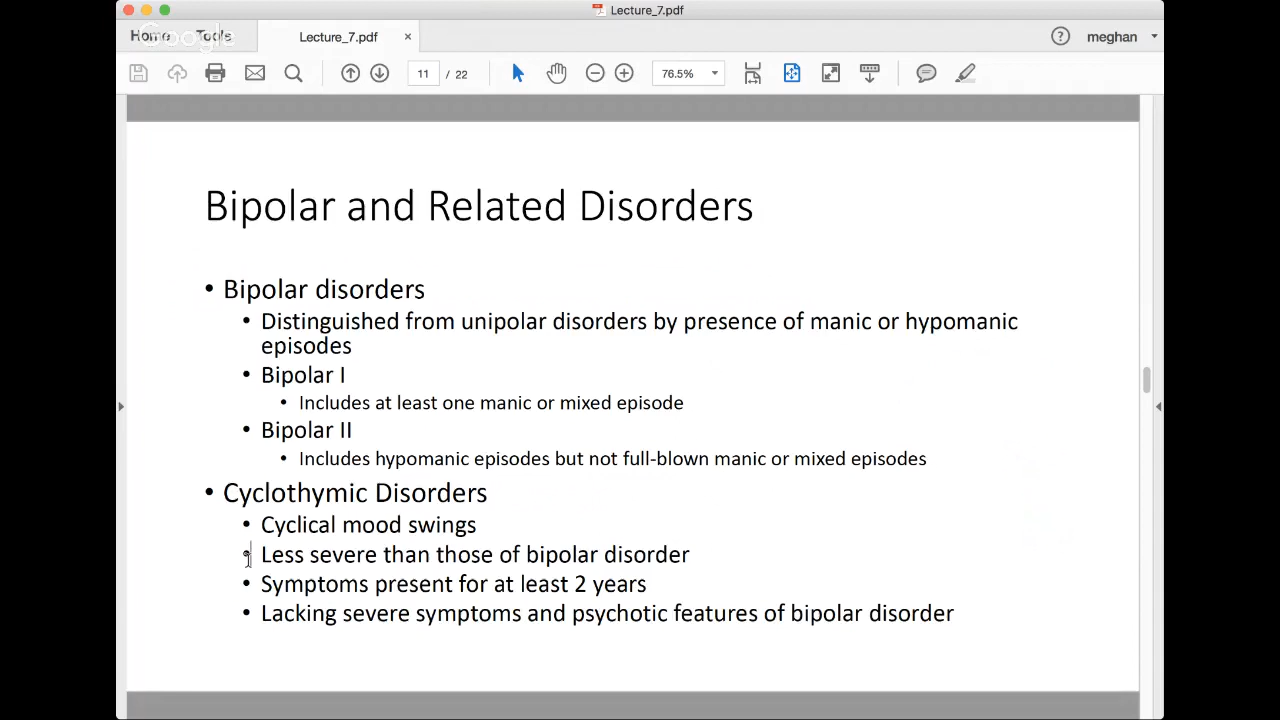 Lecture_7.pdf
Home Tools Lecture_7.pdf × ? meghan
Google
11 / 22 76.5%
Bipolar and Related Disorders
• Bipolar disorders
• Distinguished from unipolar disorders by presence of manic or hypomanic
episodes
• Bipolar I
• Includes at least one manic or mixed episode
• Bipolar II
• Includes hypomanic episodes but not full-blown manic or mixed episodes
• Cyclothymic Disorders
• Cyclical mood swings
• Less severe than those of bipolar disorder
• Symptoms present for at least 2 years
• Lacking severe symptoms and psychotic features of bipolar disorder